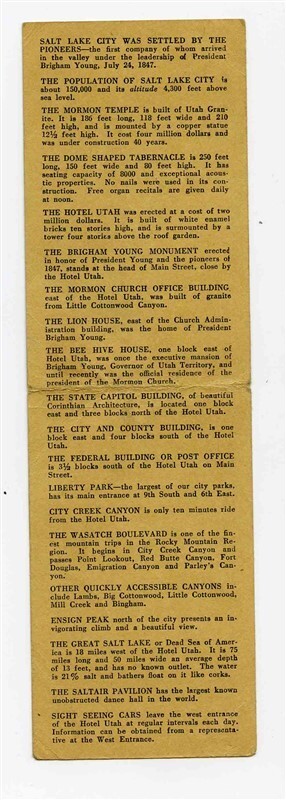 SALT LAKE CITY WAS SETTLED BY THE
PIONEERS—the first company of whom arrived
in the valley under the leadership of President
Brigham Young, July 24, 1847.
THE POPULATION OF SALT LAKE CITY is
about 150,000 and its altitude 4,300 feet above
sea level.
THE MORMON TEMPLE is built of Utah Gran-
ite. It is 186 feet long, 118 feet wide and 210
feet high, and is mounted by a copper statue
12½ feet high. It cost four million dollars and
was under construction 40 years.
THE DOME SHAPED TABERNACLE is 250 feet
long, 150 feet wide and 80 feet high. It has
seating capacity of 8000 and exceptional acous-
tic properties. No nails were used in its con-
struction. Free organ recitals are given daily
at noon.
THE HOTEL UTAH was erected at a cost of two
million dollars. It is built of white enamel
bricks ten stories high, and is surmounted by a
tower four stories above the roof garden.
THE BRIGHAM YOUNG MONUMENT erected
in honor of President Young and the pioneers of
1847, stands at the head of Main Street, close by
the Hotel Utah.
THE MORMON CHURCH OFFICE BUILDING
east of the Hotel Utah, was built of granite
from Little Cottonwood Canyon.
THE LION HOUSE, east of the Church Admin-
istration building, was the home of President
Brigham Young.
THE BEE HIVE HOUSE, one block east of
Hotel Utah, was once the executive mansion of
Brigham Young, Governor of Utah Territory, and
until recently was the official residence of the
president of the Mormon Church.
THE STATE CAPITOL BUILDING, of beautiful
Corinthian Architecture, is located one block
east and three blocks north of the Hotel Utah.
THE CITY AND COUNTY BUILDING, is one
block east and four blocks south of the Hotel
Utah.
THE FEDERAL BUILDING OR POST OFFICE
is 3½ blocks south of the Hotel Utah on Main
Street.
LIBERTY PARK—the largest of our city parks,
has its main entrance at 9th South and 6th East.
CITY CREEK CANYON is only ten minutes ride
from the Hotel Utah.
THE WASATCH BOULEVARD is one of the fin-
est mountain trips in the Rocky Mountain Re-
gion. It begins in City Creek Canyon and
passes Point Lookout, Red Butte Canyon, Fort
Douglas, Emigration Canyon and Parley's Can-
yon.
OTHER QUICKLY ACCESSIBLE CANYONS in-
clude Lambs, Big Cottonwood, Little Cottonwood,
Mill Creek and Bingham.
ENSIGN PEAK north of the city presents an in-
vigorating climb and a beautiful view.
THE GREAT SALT LAKE or Dead Sea of Amer-
ica is 18 miles west of the Hotel Utah. It is 75
miles long and 50 miles wide an average depth
of 13 feet, and has no known outlet. The water
is 21% salt and bathers float on it like corks.
THE SALTAIR PAVILION has the largest known
unobstructed dance hall in the world.
SIGHT SEEING CARS leave the west entrance
of the Hotel Utah at regular intervals each day.
Information can be obtained from a representa-
tive at the West Entrance.